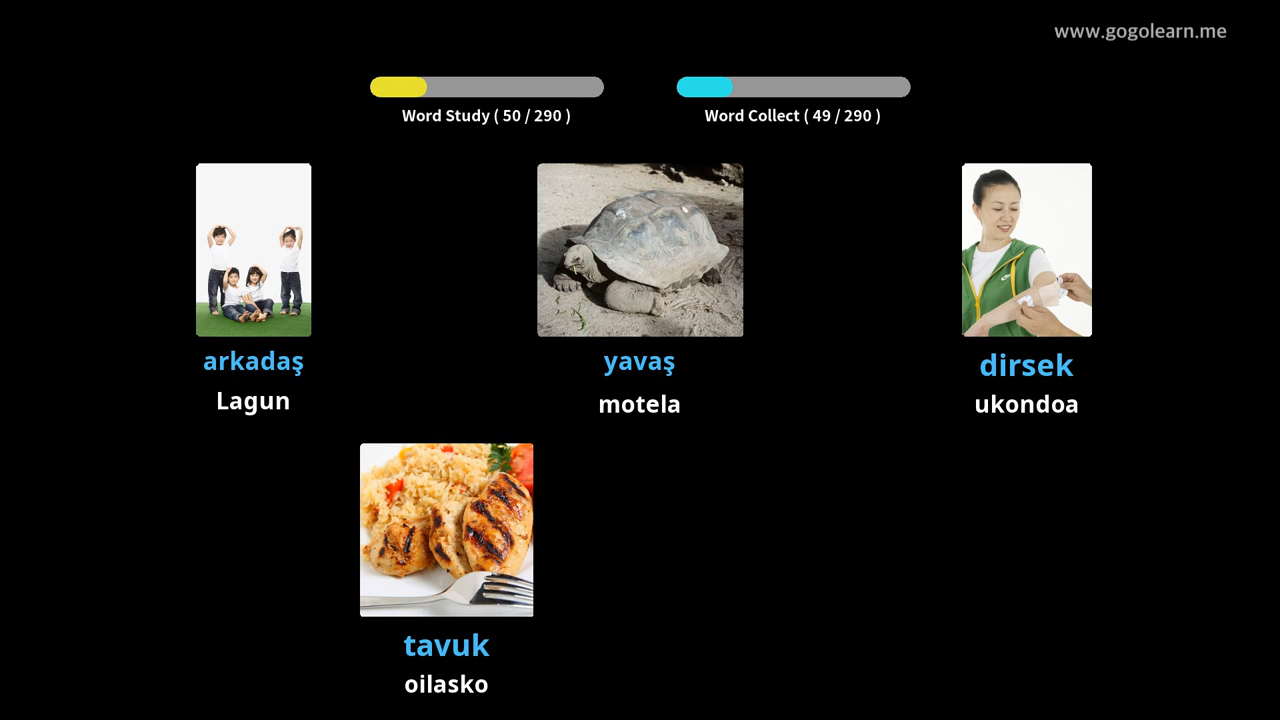 www.gogolearn.me
Word Study ( 50 / 290 )
Word Collect ( 49 / 290 )
arkadaş
Lagun
yavaş
motela
dirsek
ukondoa
tavuk
oilasko